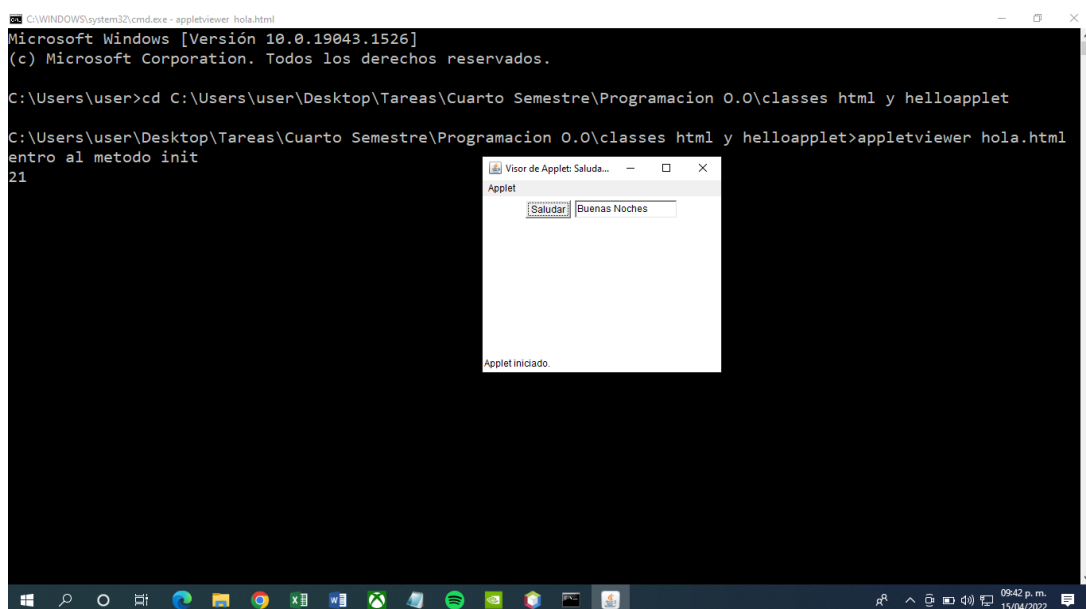 C:\WINDOWS\system32\cmd.exe - appletviewer hola.html
Microsoft Windows [Versión 10.0.19043.1526]
(c) Microsoft Corporation. Todos los derechos reservados.
C:\Users\user>cd C:\Users\user\Desktop\Tareas\Cuarto Semestre\Programacion O.O\classes html y helloapplet
C:\Users\user\Desktop\Tareas\Cuarto Semestre\Programacion O.O\classes html y helloapplet>appletviewer hola.html
entro al metodo init
21
Visor de Applet: Saluda...
Applet
Saludar Buenas Noches
Applet iniciado.
09:42 p. m.
15/04/2022